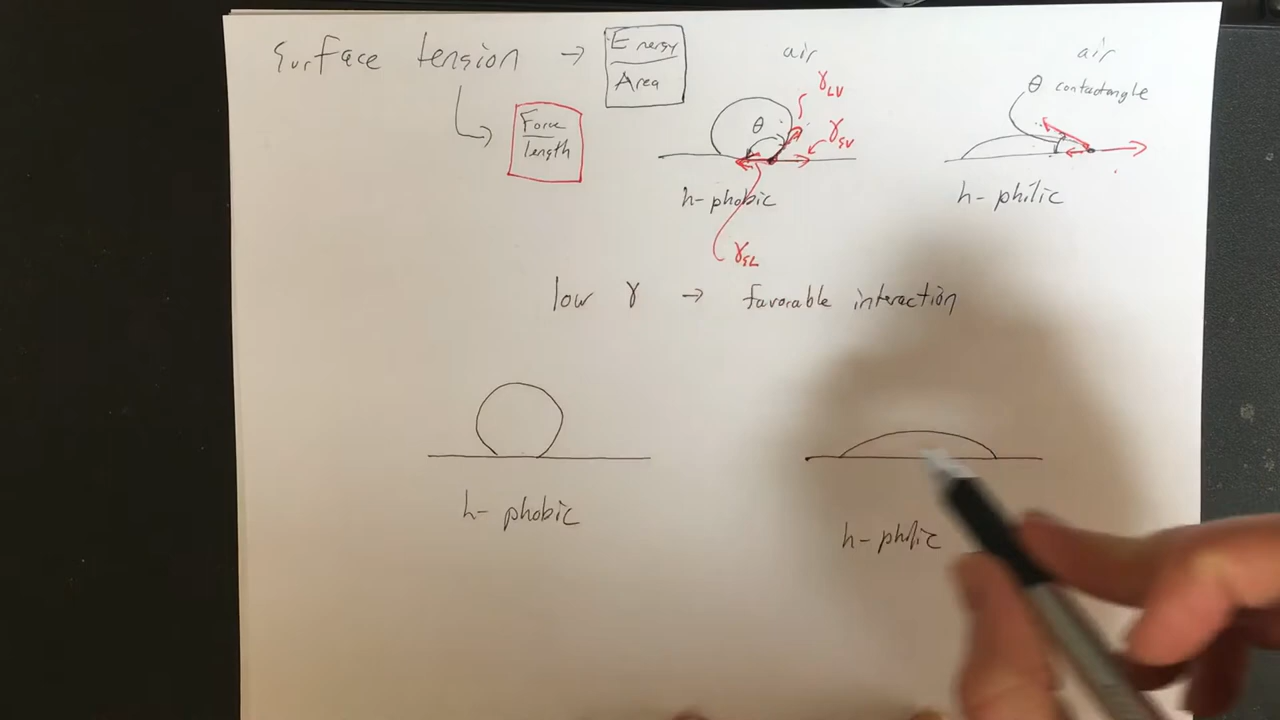 Surface tension → Energy
Area
Force
length
air
θ
γLV
γSV
h-phobic
γSL
air
θ contact angle
h-philic
low γ → favorable interaction
h-phobic
h-philic